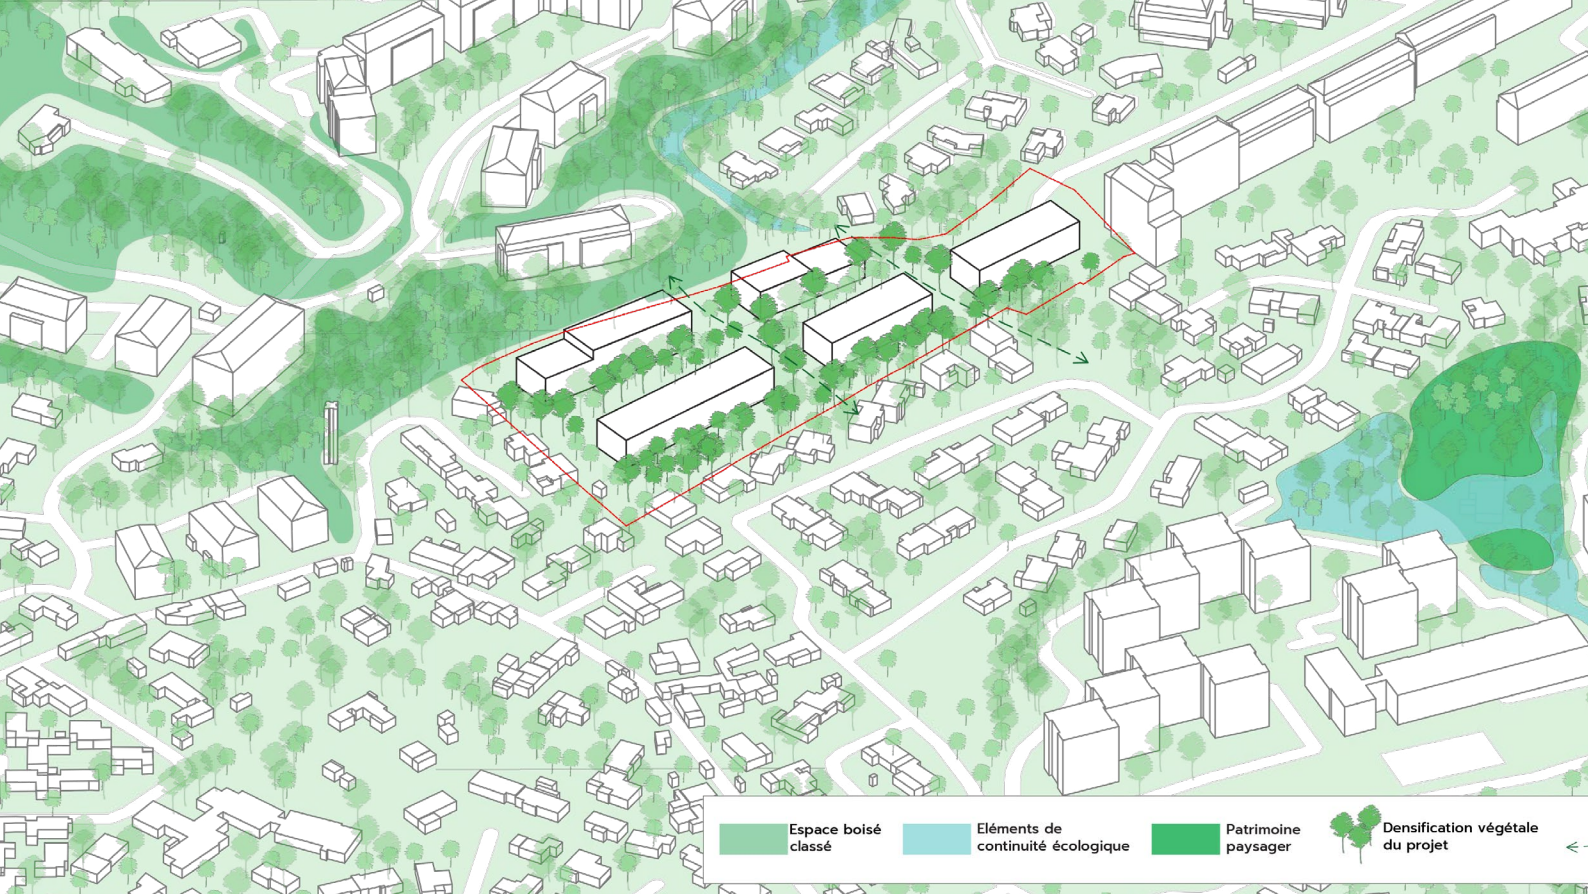 Espace boisé
classé
Eléments de
continuité écologique
Patrimoine
paysager
Densification végétale
du projet